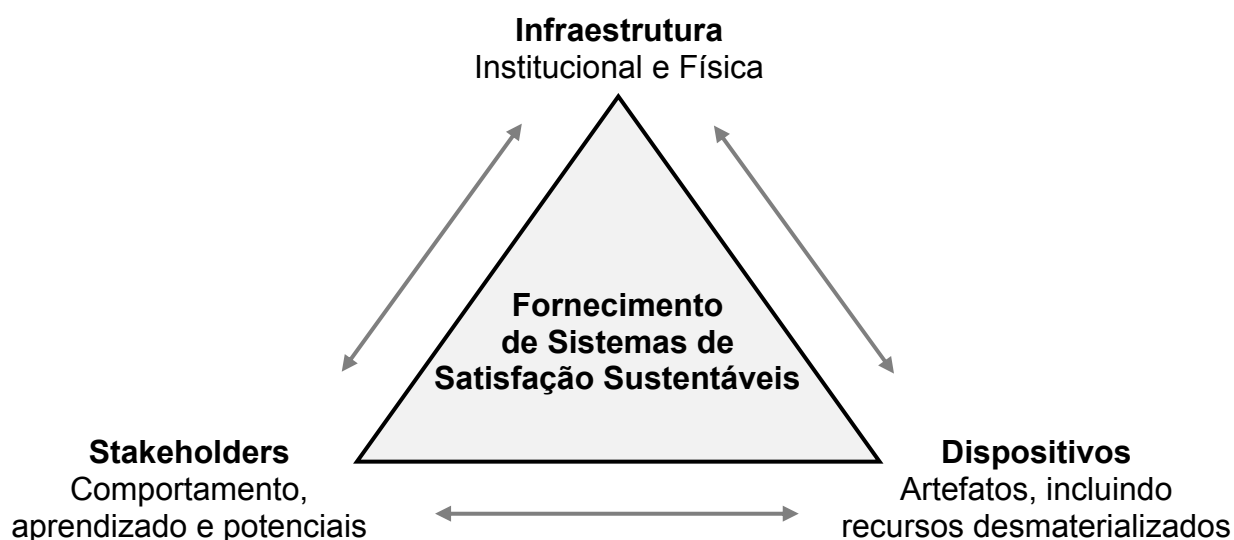 Infraestrutura
Institucional e Física
Fornecimento
de Sistemas de
Satisfação Sustentáveis
Stakeholders
Comportamento,
aprendizado e potenciais
Dispositivos
Artefatos, incluindo
recursos desmaterializados